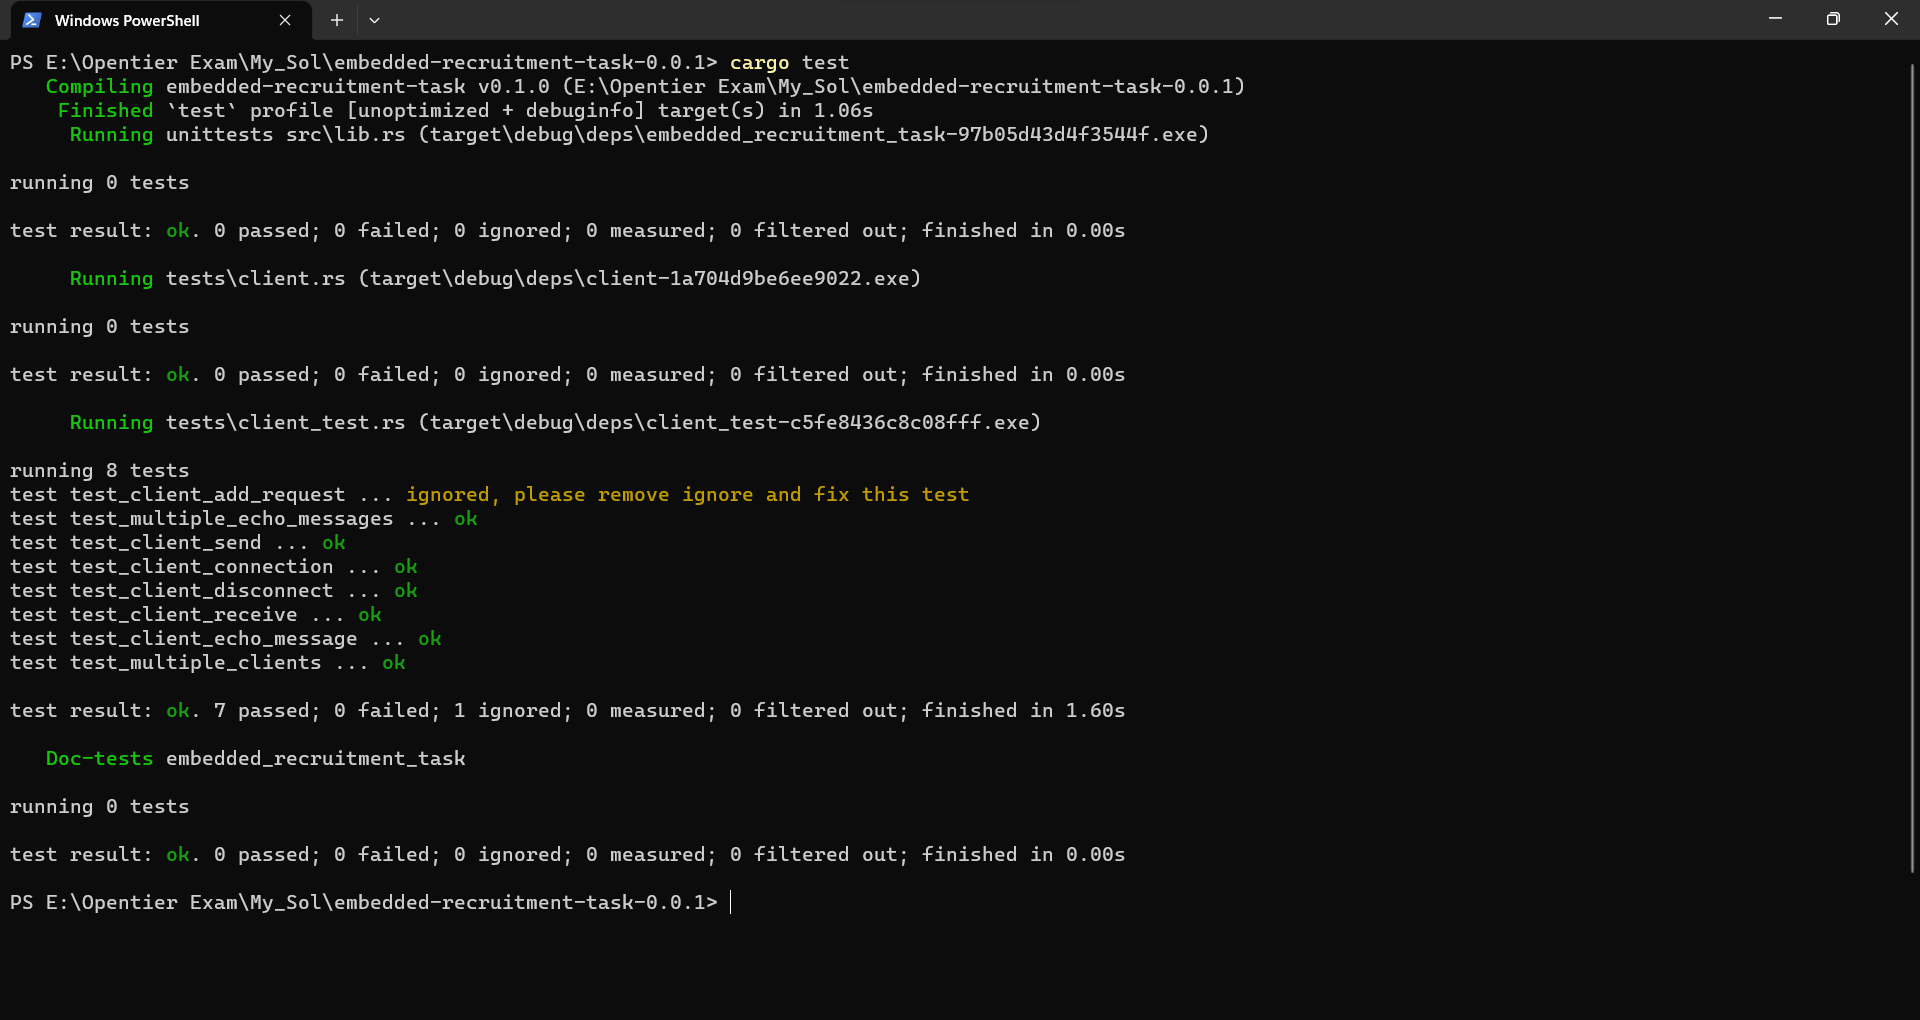 Windows PowerShell
PS E:\Opentier Exam\My_Sol\embedded-recruitment-task-0.0.1> cargo test
   Compiling embedded-recruitment-task v0.1.0 (E:\Opentier Exam\My_Sol\embedded-recruitment-task-0.0.1)
    Finished `test` profile [unoptimized + debuginfo] target(s) in 1.06s
     Running unittests src\lib.rs (target\debug\deps\embedded_recruitment_task-97b05d43d4f3544f.exe)
running 0 tests
test result: ok. 0 passed; 0 failed; 0 ignored; 0 measured; 0 filtered out; finished in 0.00s
     Running tests\client.rs (target\debug\deps\client-1a704d9be6ee9022.exe)
running 0 tests
test result: ok. 0 passed; 0 failed; 0 ignored; 0 measured; 0 filtered out; finished in 0.00s
     Running tests\client_test.rs (target\debug\deps\client_test-c5fe8436c8c08fff.exe)
running 8 tests
test test_client_add_request ... ignored, please remove ignore and fix this test
test test_multiple_echo_messages ... ok
test test_client_send ... ok
test test_client_connection ... ok
test test_client_disconnect ... ok
test test_client_receive ... ok
test test_client_echo_message ... ok
test test_multiple_clients ... ok
test result: ok. 7 passed; 0 failed; 1 ignored; 0 measured; 0 filtered out; finished in 1.60s
   Doc-tests embedded_recruitment_task
running 0 tests
test result: ok. 0 passed; 0 failed; 0 ignored; 0 measured; 0 filtered out; finished in 0.00s
PS E:\Opentier Exam\My_Sol\embedded-recruitment-task-0.0.1>